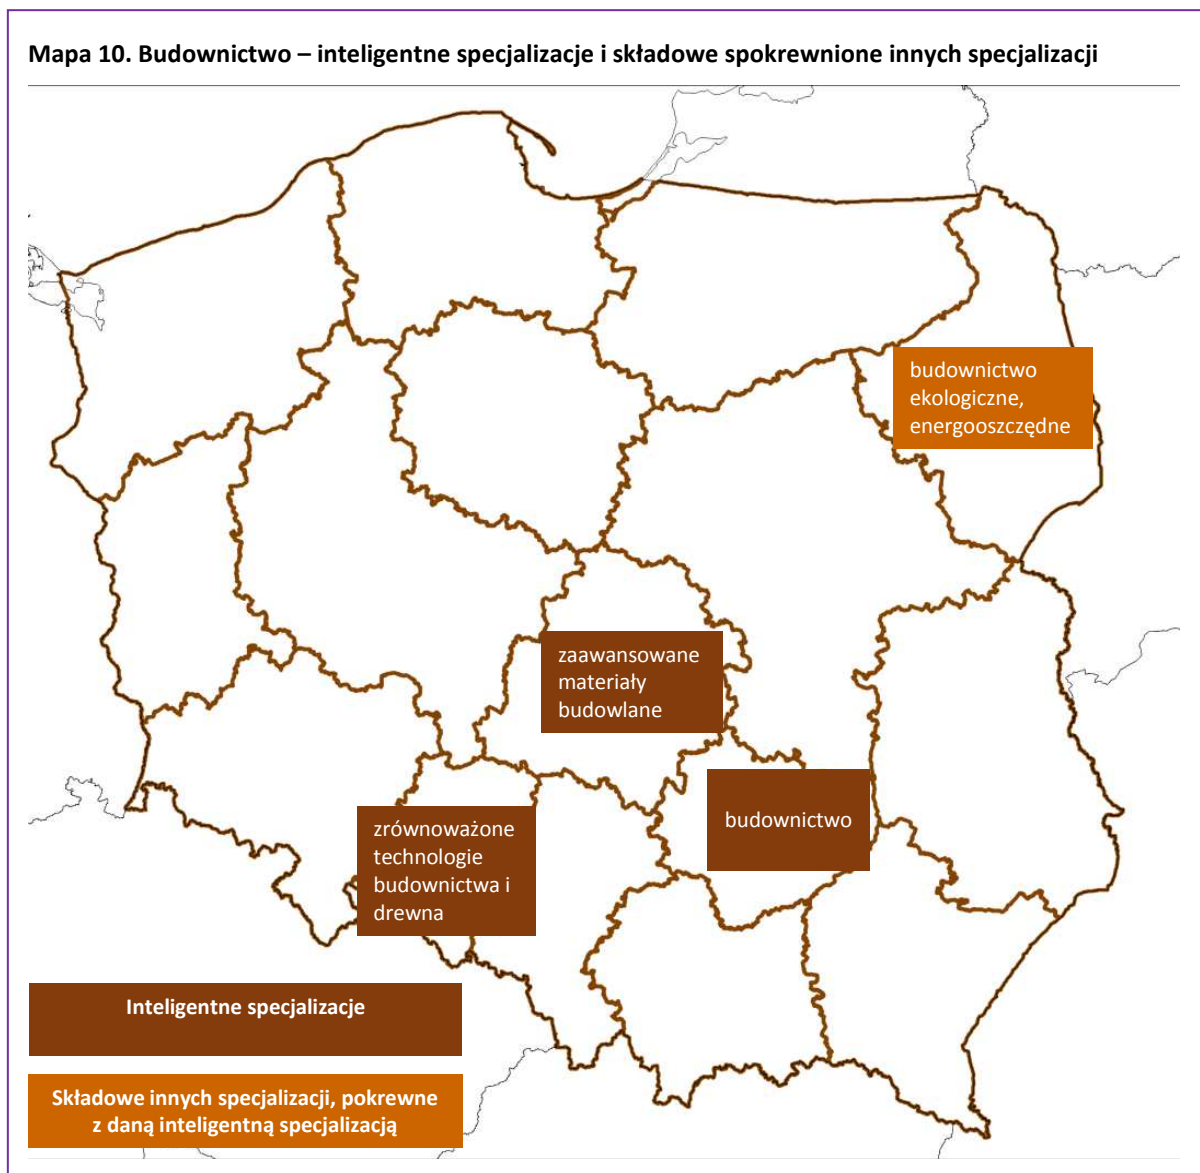 Mapa 10. Budownictwo – inteligentne specjalizacje i składowe spokrewnione innych specjalizacji
budownictwo
ekologiczne,
energooszczędne
zaawansowane
materiały
budowlane
budownictwo
zrównoważone
technologie
budownictwa i
drewna
Inteligentne specjalizacje
Składowe innych specjalizacji, pokrewne
z daną inteligentną specjalizacją